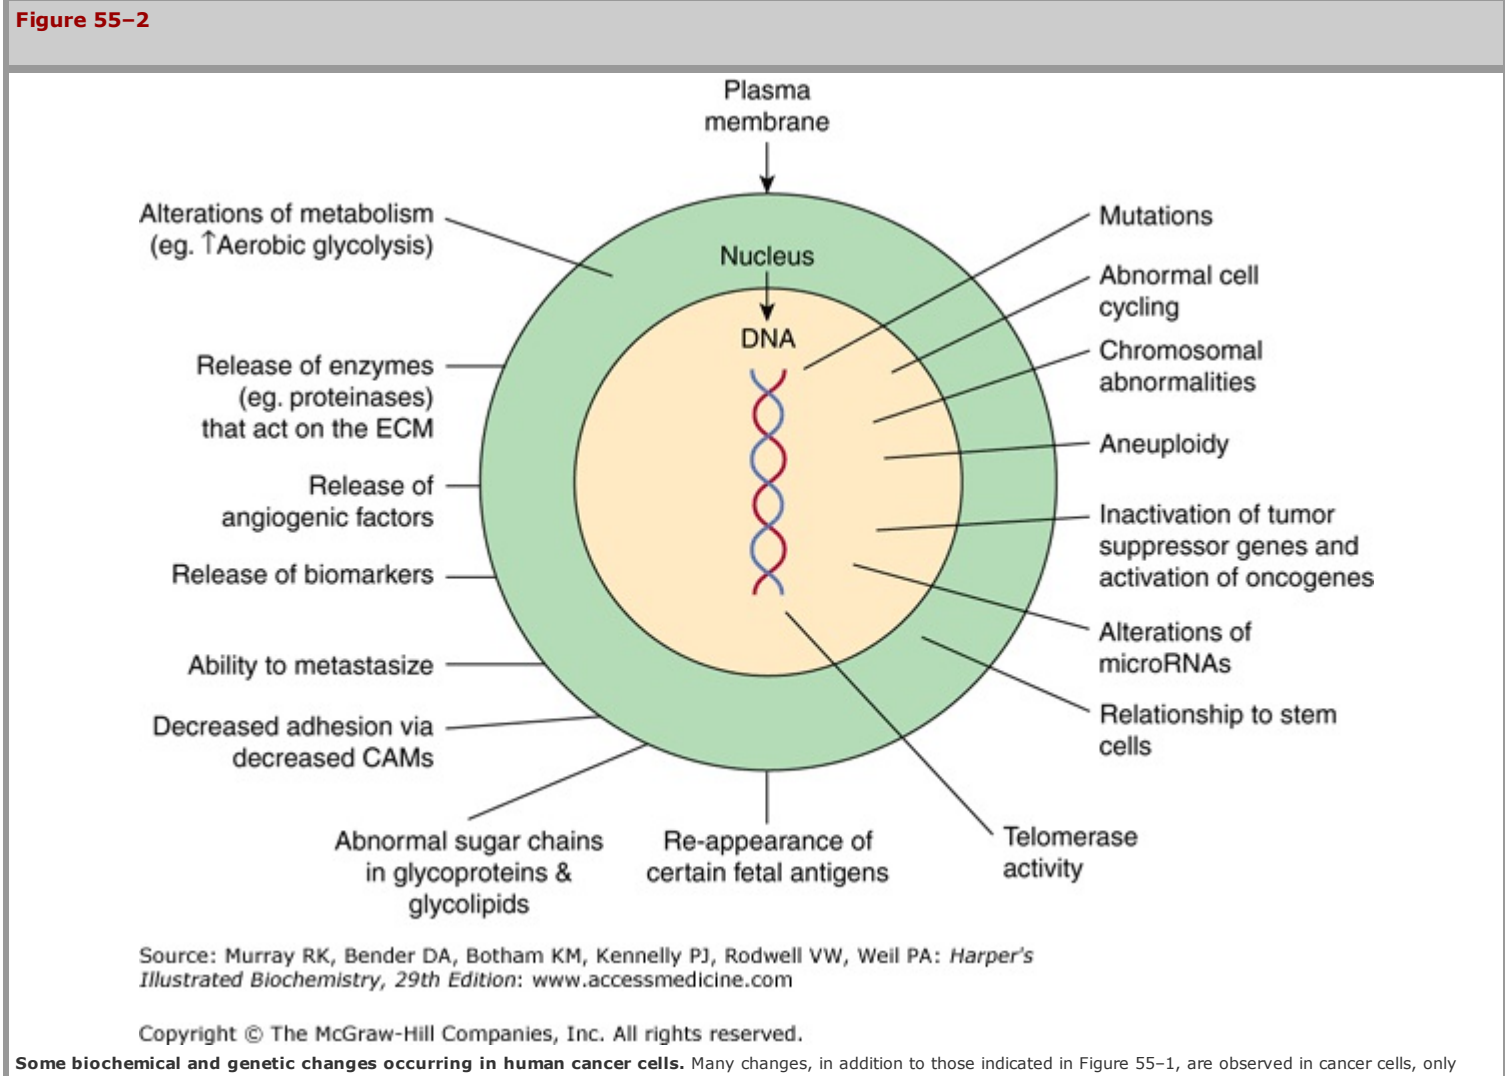 Figure 55–2
Plasma
membrane
Nucleus
DNA
Alterations of metabolism
(eg. ↑Aerobic glycolysis)
Release of enzymes
(eg. proteinases)
that act on the ECM
Release of
angiogenic factors
Release of biomarkers
Ability to metastasize
Decreased adhesion via
decreased CAMs
Abnormal sugar chains
in glycoproteins &
glycolipids
Re-appearance of
certain fetal antigens
Mutations
Abnormal cell
cycling
Chromosomal
abnormalities
Aneuploidy
Inactivation of tumor
suppressor genes and
activation of oncogenes
Alterations of
microRNAs
Relationship to stem
cells
Telomerase
activity
Source: Murray RK, Bender DA, Botham KM, Kennelly PJ, Rodwell VW, Weil PA: Harper's
Illustrated Biochemistry, 29th Edition: www.accessmedicine.com
Copyright © The McGraw-Hill Companies, Inc. All rights reserved.
Some biochemical and genetic changes occurring in human cancer cells. Many changes, in addition to those indicated in Figure 55–1, are observed in cancer cells, only